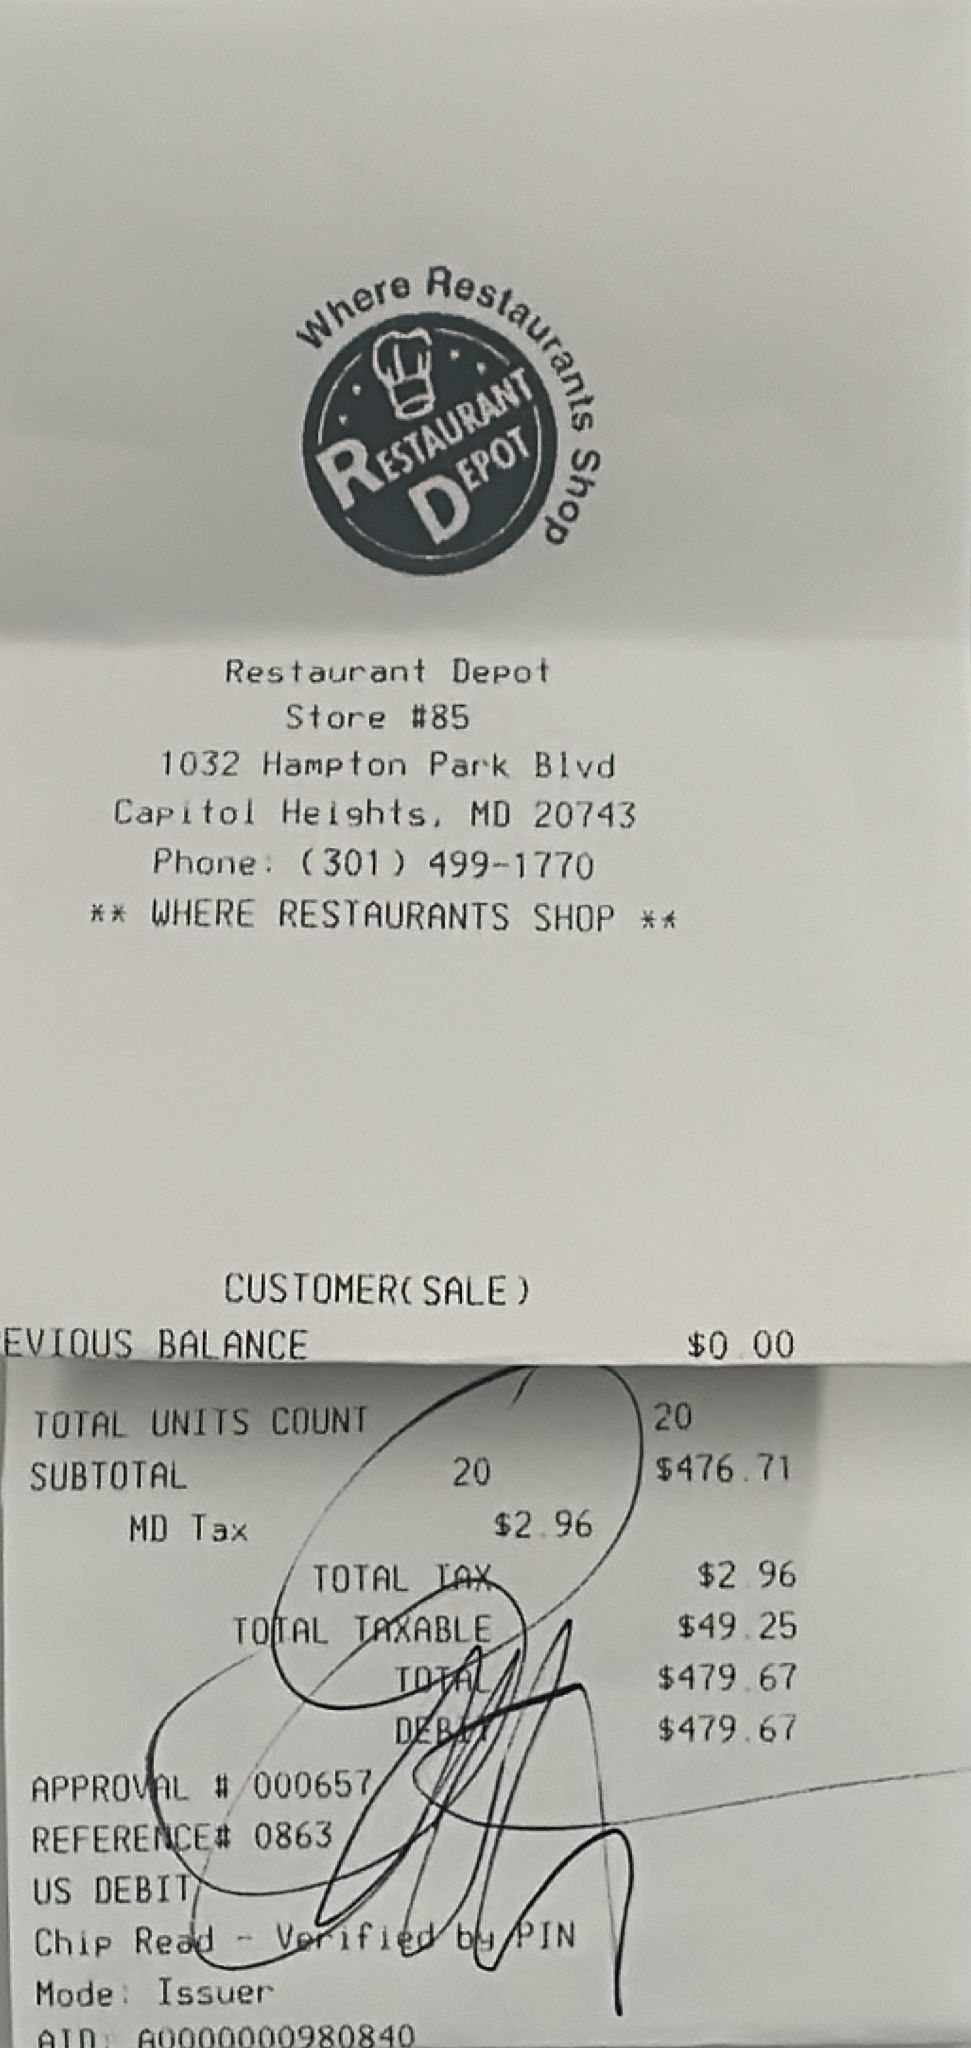 Where Restaurants Shop
RESTAURANT
DEPOT
Restaurant Depot
Store #85
1032 Hampton Park Blvd
Capitol Heights, MD 20743
Phone: (301) 499-1770
** WHERE RESTAURANTS SHOP **
CUSTOMER(SALE)
EVIOUS BALANCE $0.00
TOTAL UNITS COUNT 20
SUBTOTAL 20 $476.71
MD Tax $2.96
TOTAL TAX $2.96
TOTAL TAXABLE $49.25
TOTAL $479.67
DEBIT $479.67
APPROVAL # 000657
REFERENCE# 0863
US DEBIT
Chip Read - Verified by PIN
Mode: Issuer
AID: A0000000980840